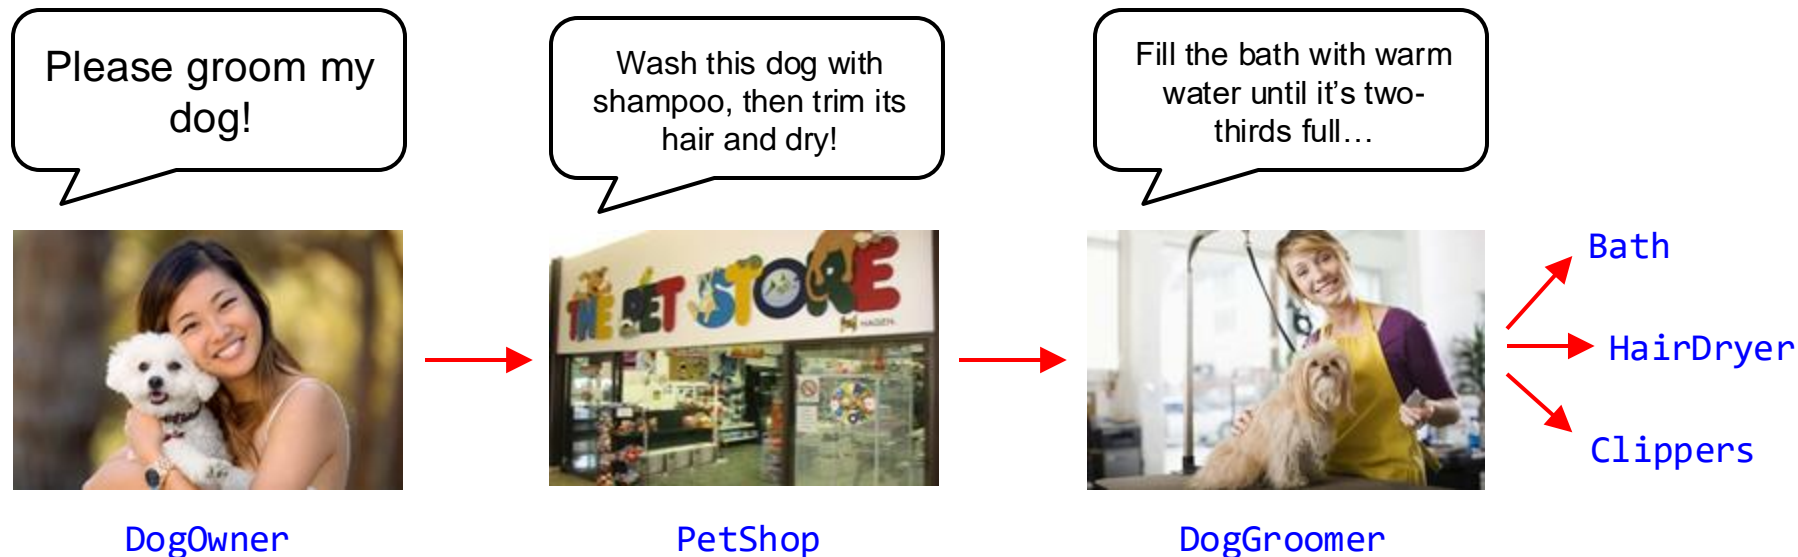 Please groom my
dog!
Wash this dog with
shampoo, then trim its
hair and dry!
Fill the bath with warm
water until it's two-
thirds full…
THE PET STORE
HAGEN
Bath
HairDryer
Clippers
DogOwner
PetShop
DogGroomer